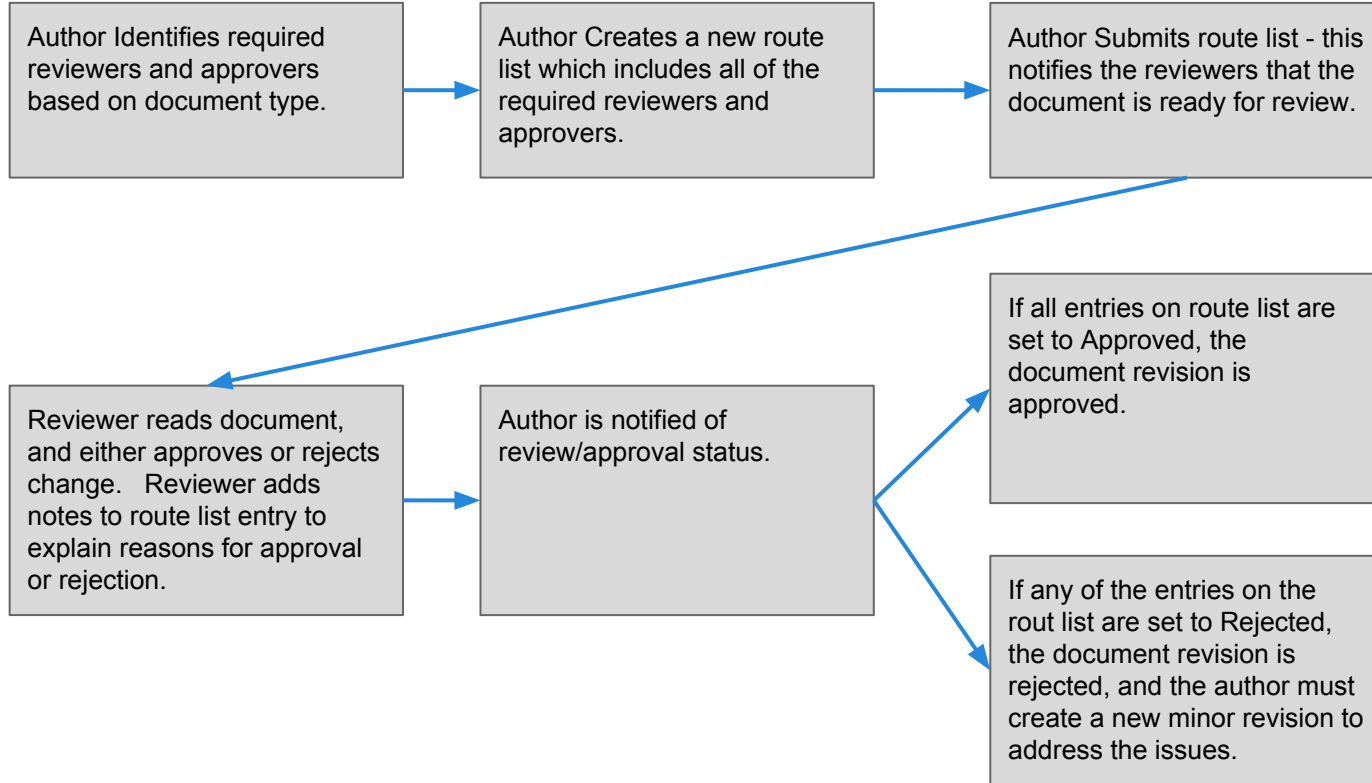 Author Identifies required
reviewers and approvers
based on document type.
Author Creates a new route
list which includes all of the
required reviewers and
approvers.
Author Submits route list - this
notifies the reviewers that the
document is ready for review.
Reviewer reads document,
and either approves or rejects
change.   Reviewer adds
notes to route list entry to
explain reasons for approval
or rejection.
Author is notified of
review/approval status.
If all entries on route list are
set to Approved, the
document revision is
approved.
If any of the entries on the
rout list are set to Rejected,
the document revision is
rejected, and the author must
create a new minor revision to
address the issues.